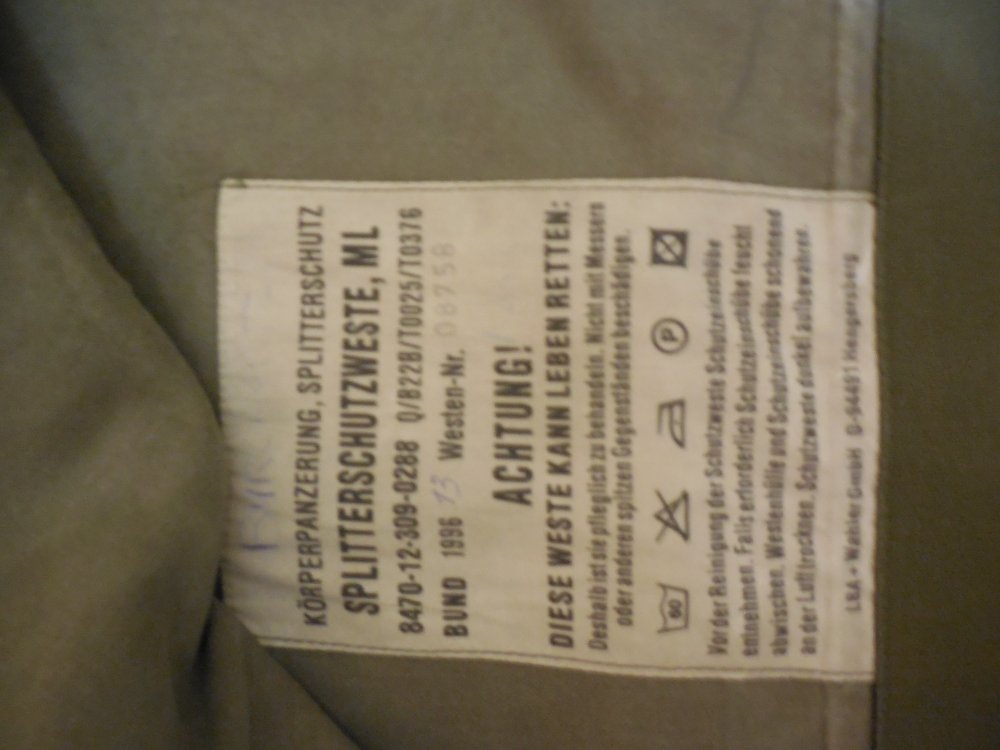 KÖRPERPANZERUNG, SPLITTERSCHUTZ
SPLITTERSCHUTZWESTE, ML
8470-12-309-0288 Q/822B/T0025/T0376
BUND 1996 13 Westen-Nr. 08758
ACHTUNG!
DIESE WESTE KANN LEBEN RETTEN:
Deshalb ist sie pfleglich zu behandeln. Nicht mit Messern
oder anderen spitzen Gegenständen beschädigen.
60 P
Vor der Reinigung der Schutzweste Schutzeinschübe
entnehmen. Falls erforderlich Schutzeinschübe feucht
abwischen. Westenhülle und Schutzeinschübe schonend
an der Luft trocknen. Schutzweste dunkel aufbewahren.
GmbH D-94491 Hengersberg